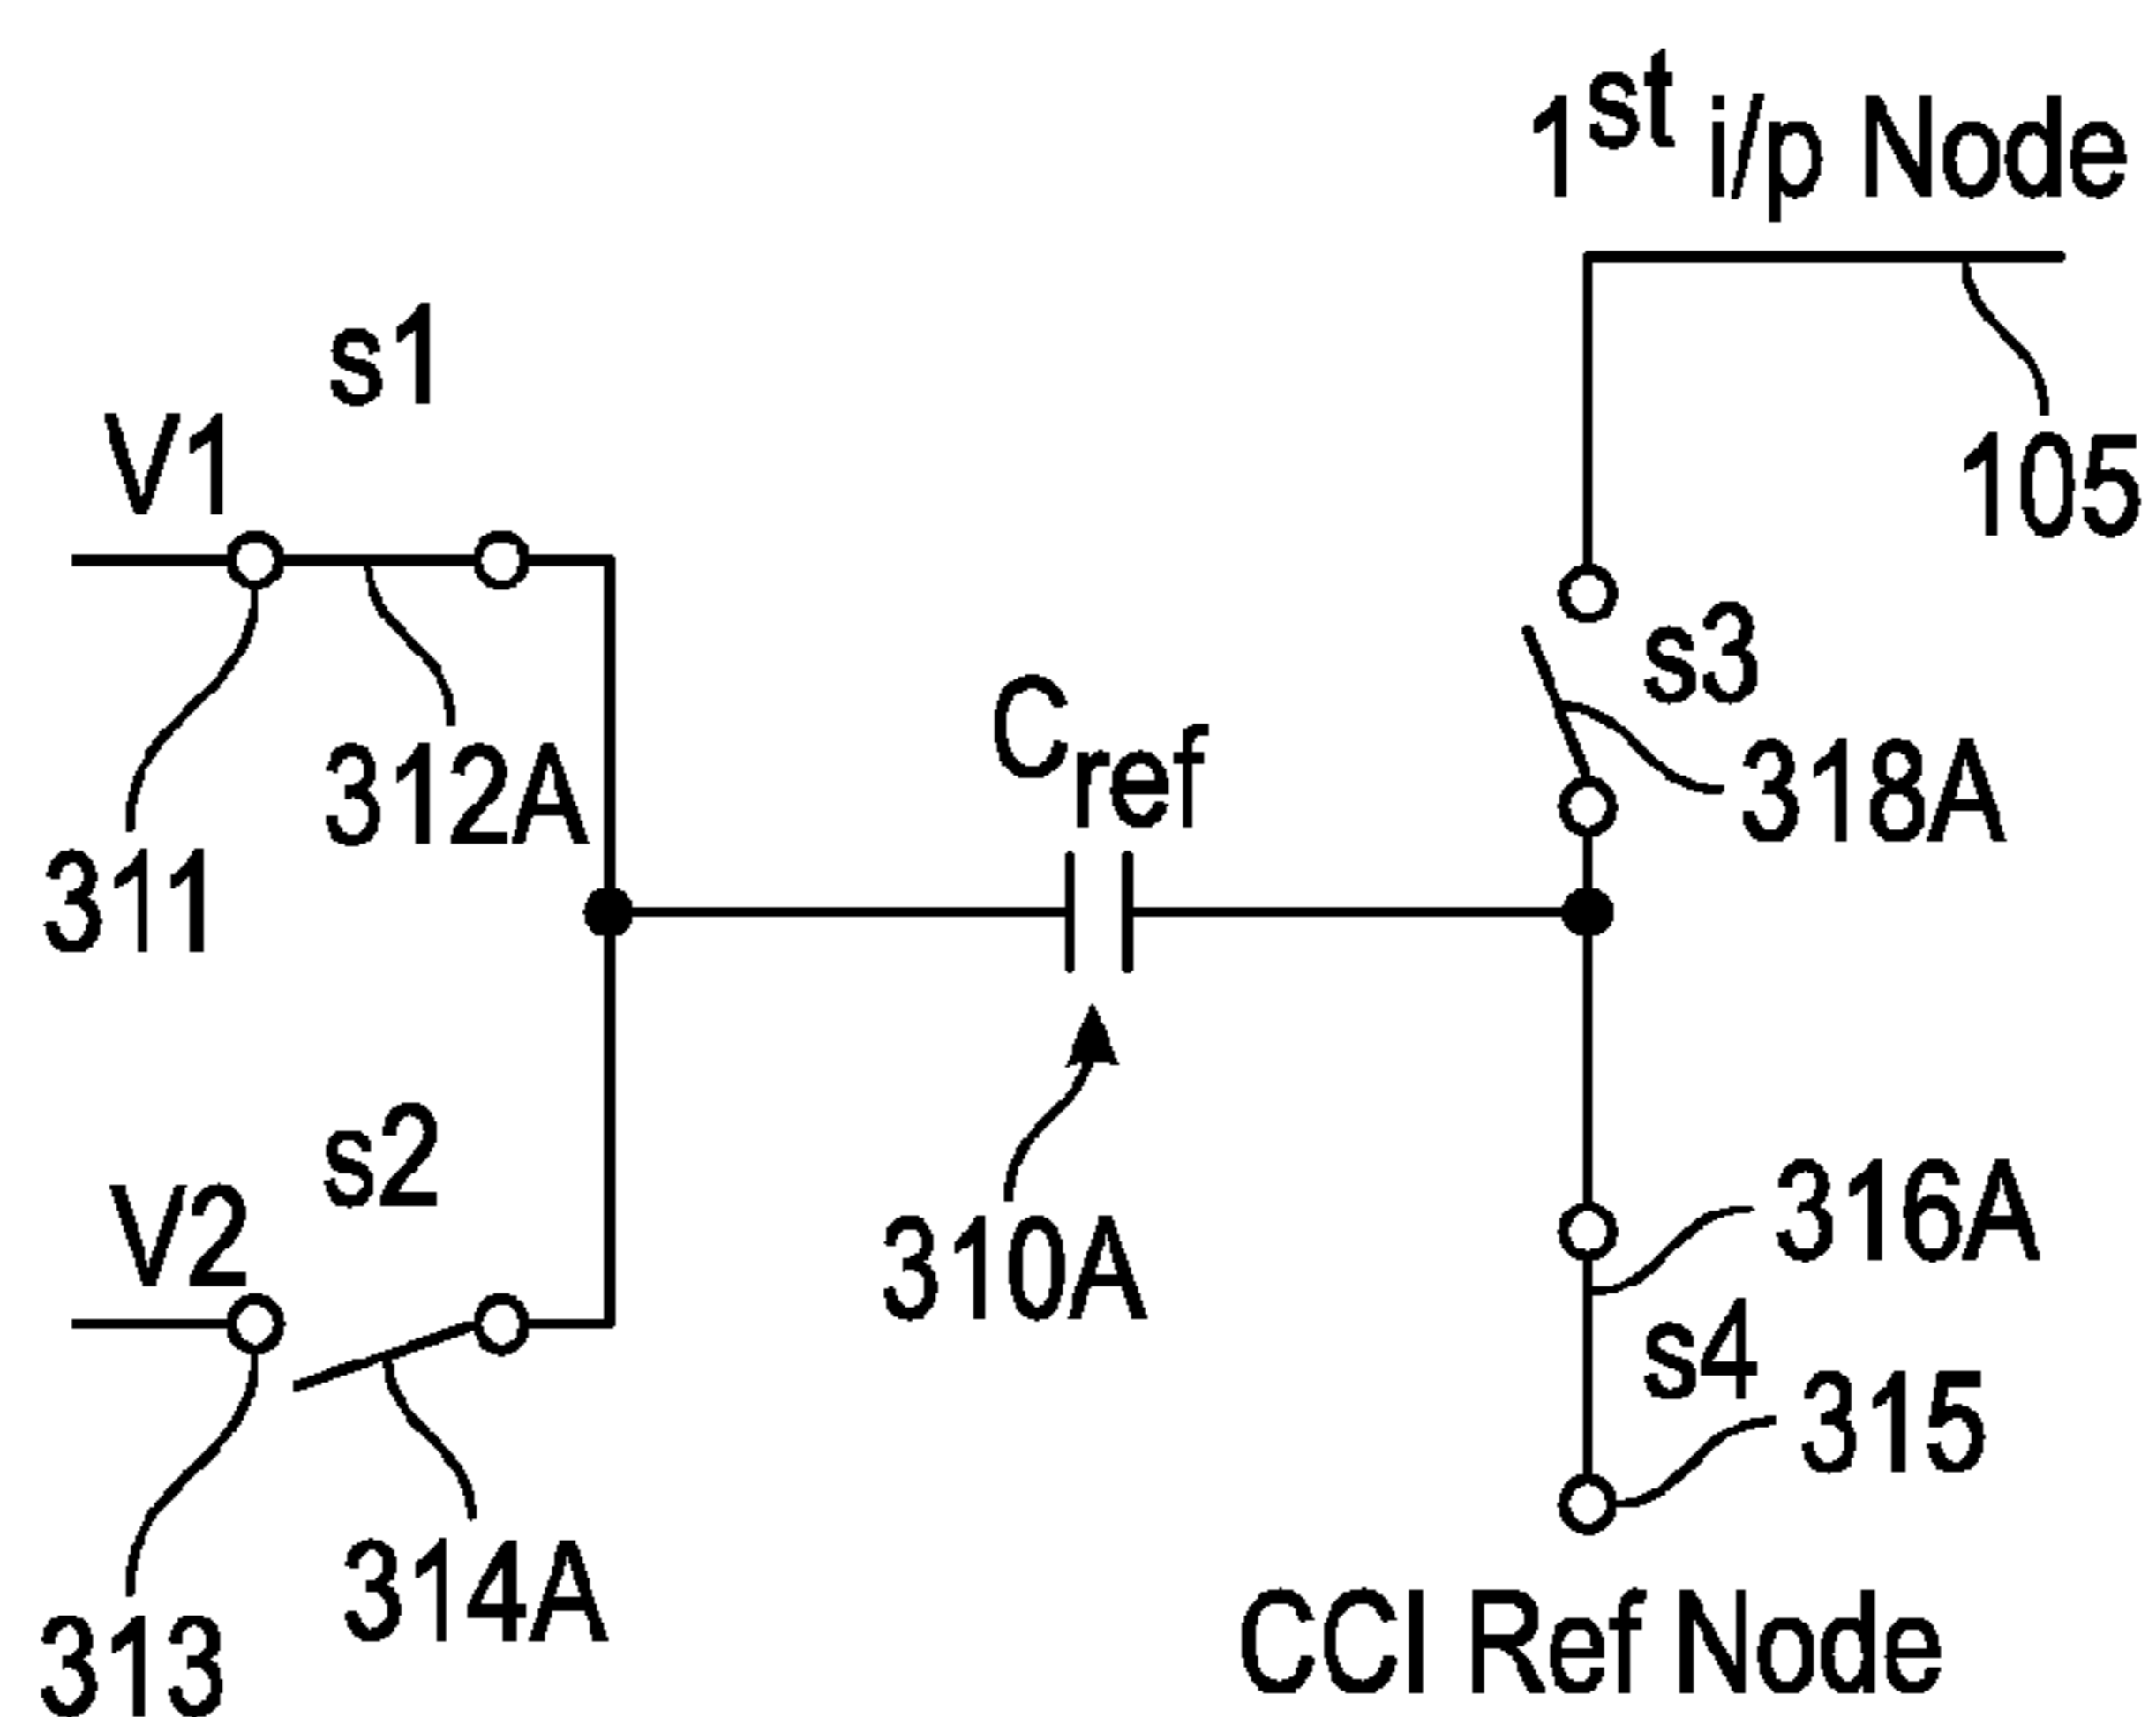 1st i/p Node
105
s1
V1
312A
311
Cref
s3
318A
310A
s2
V2
314A
313
316A
s4
315
CCI Ref Node